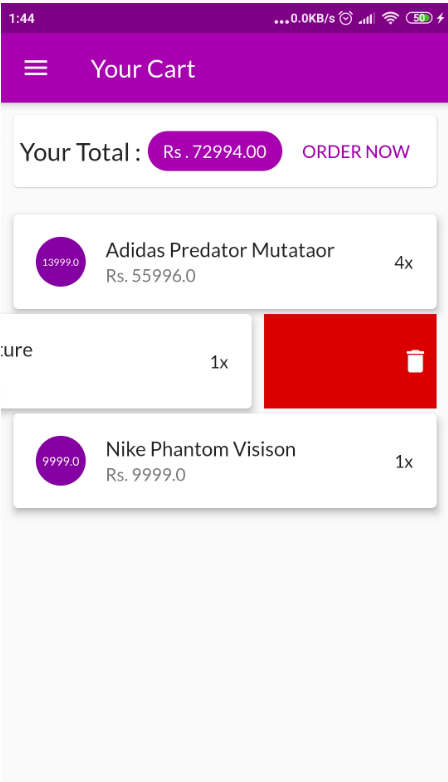 1:44
...0.0KB/s 50
Your Cart
Your Total : Rs . 72994.00 ORDER NOW
13999.0 Adidas Predator Mutataor 4x
Rs. 55996.0
ture 1x
9999.0 Nike Phantom Visison 1x
Rs. 9999.0